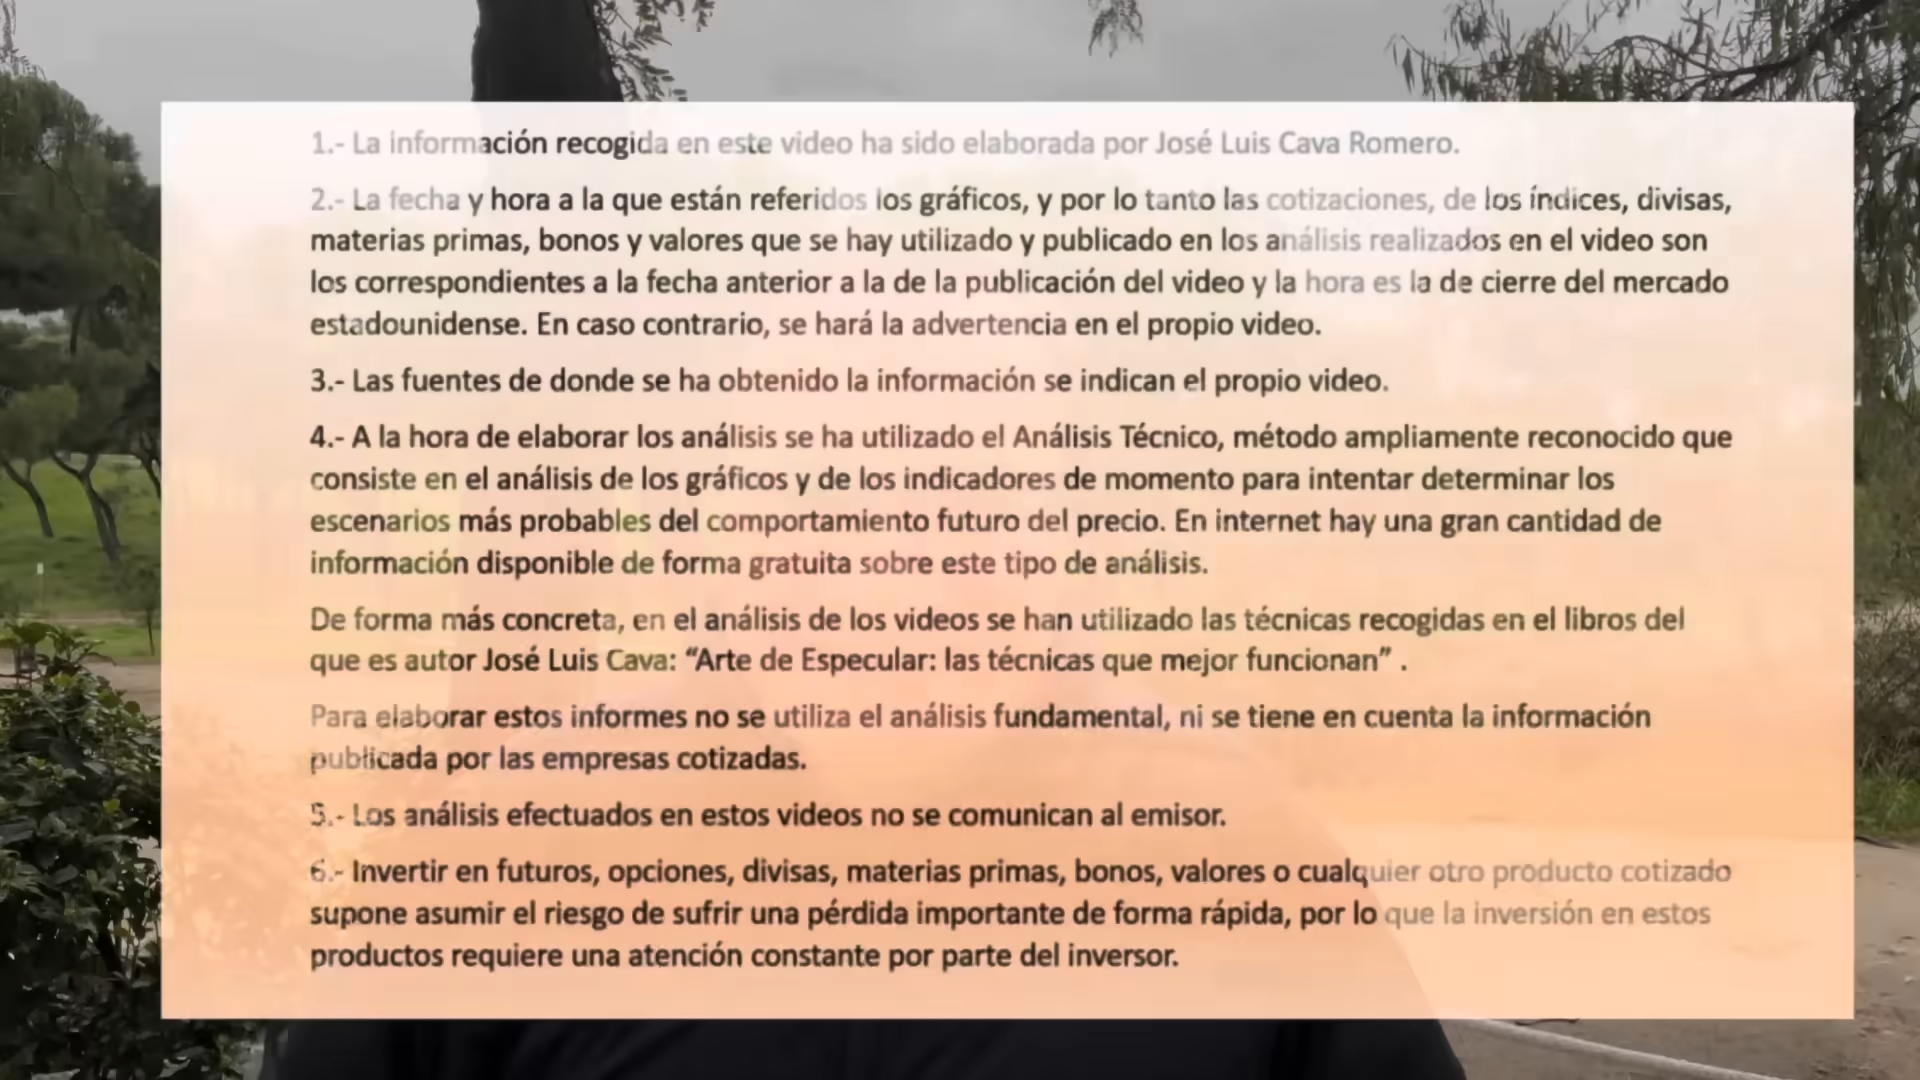 1.- La información recogida en este video ha sido elaborada por José Luis Cava Romero.
2.- La fecha y hora a la que están referidos los gráficos, y por lo tanto las cotizaciones, de los índices, divisas,
materias primas, bonos y valores que se hay utilizado y publicado en los análisis realizados en el video son
los correspondientes a la fecha anterior a la de la publicación del video y la hora es la de cierre del mercado
estadounidense. En caso contrario, se hará la advertencia en el propio video.
3.- Las fuentes de donde se ha obtenido la información se indican el propio video.
4.- A la hora de elaborar los análisis se ha utilizado el Análisis Técnico, método ampliamente reconocido que
consiste en el análisis de los gráficos y de los indicadores de momento para intentar determinar los
escenarios más probables del comportamiento futuro del precio. En internet hay una gran cantidad de
información disponible de forma gratuita sobre este tipo de análisis.
De forma más concreta, en el análisis de los videos se han utilizado las técnicas recogidas en el libros del
que es autor José Luis Cava: “Arte de Especular: las técnicas que mejor funcionan” .
Para elaborar estos informes no se utiliza el análisis fundamental, ni se tiene en cuenta la información
publicada por las empresas cotizadas.
5.- Los análisis efectuados en estos videos no se comunican al emisor.
6.- Invertir en futuros, opciones, divisas, materias primas, bonos, valores o cualquier otro producto cotizado
supone asumir el riesgo de sufrir una pérdida importante de forma rápida, por lo que la inversión en estos
productos requiere una atención constante por parte del inversor.